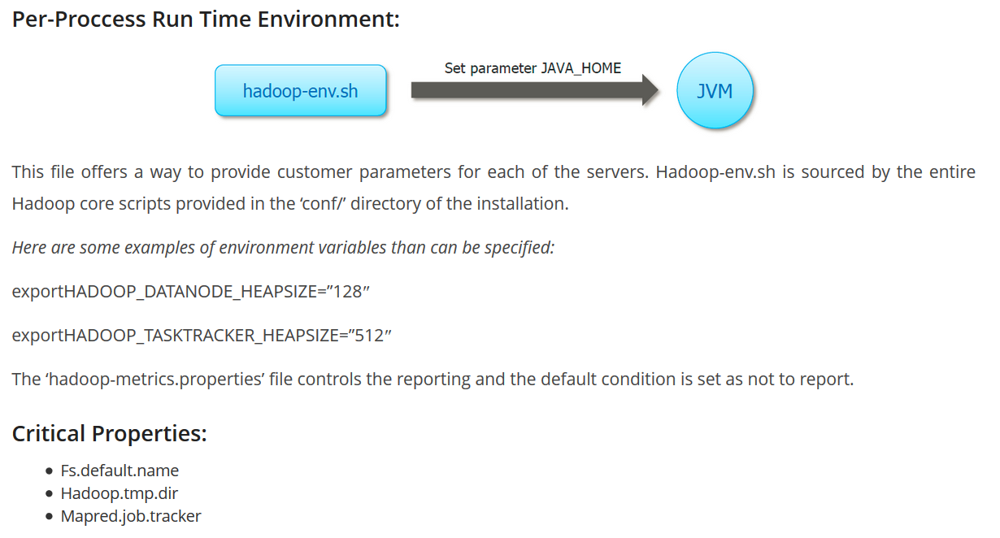 Per-Proccess Run Time Environment:
Set parameter JAVA_HOME
hadoop-env.sh
JVM
This file offers a way to provide customer parameters for each of the servers. Hadoop-env.sh is sourced by the entire
Hadoop core scripts provided in the ‘conf/’ directory of the installation.
Here are some examples of environment variables than can be specified:
exportHADOOP_DATANODE_HEAPSIZE=”128″
exportHADOOP_TASKTRACKER_HEAPSIZE=”512″
The ‘hadoop-metrics.properties’ file controls the reporting and the default condition is set as not to report.
Critical Properties:
● Fs.default.name
● Hadoop.tmp.dir
● Mapred.job.tracker